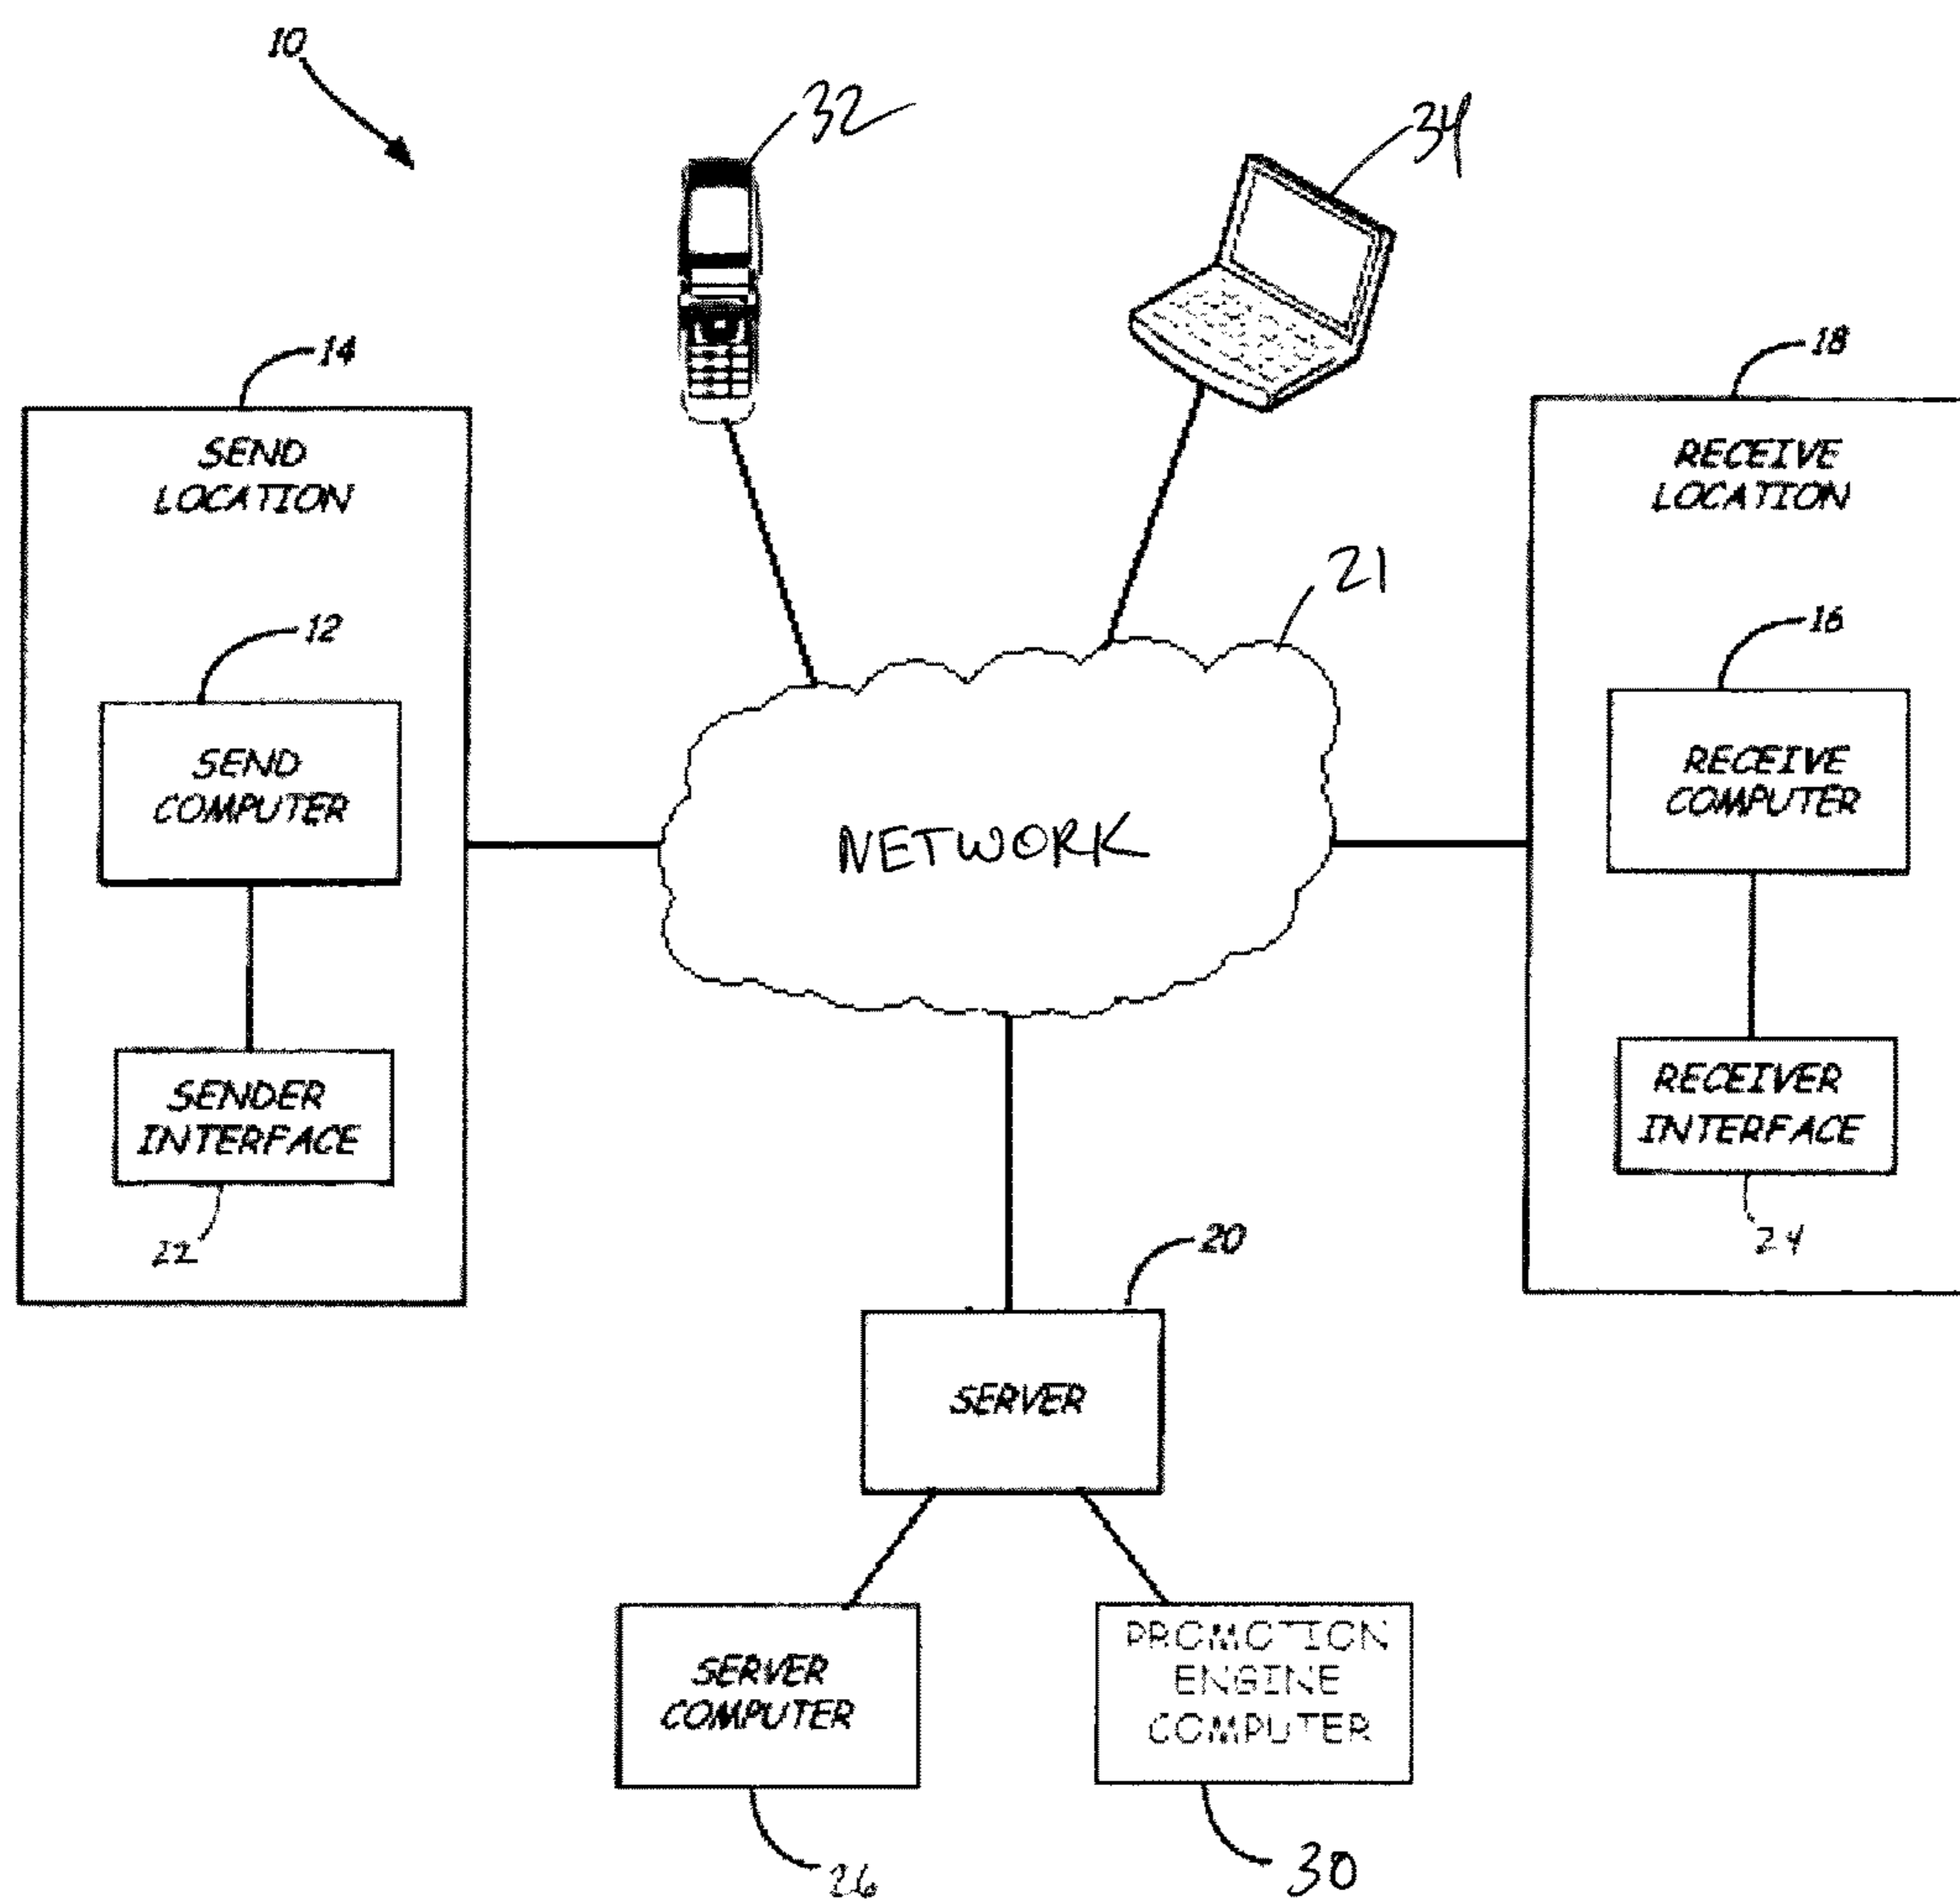 10
32
34
14
18
SEND
LOCATION
RECEIVE
LOCATION
21
12
16
SEND
COMPUTER
RECEIVE
COMPUTER
NETWORK
SENDER
INTERFACE
RECEIVER
INTERFACE
22
24
20
SERVER
SERVER
COMPUTER
PROMOTION
ENGINE
COMPUTER
26
30